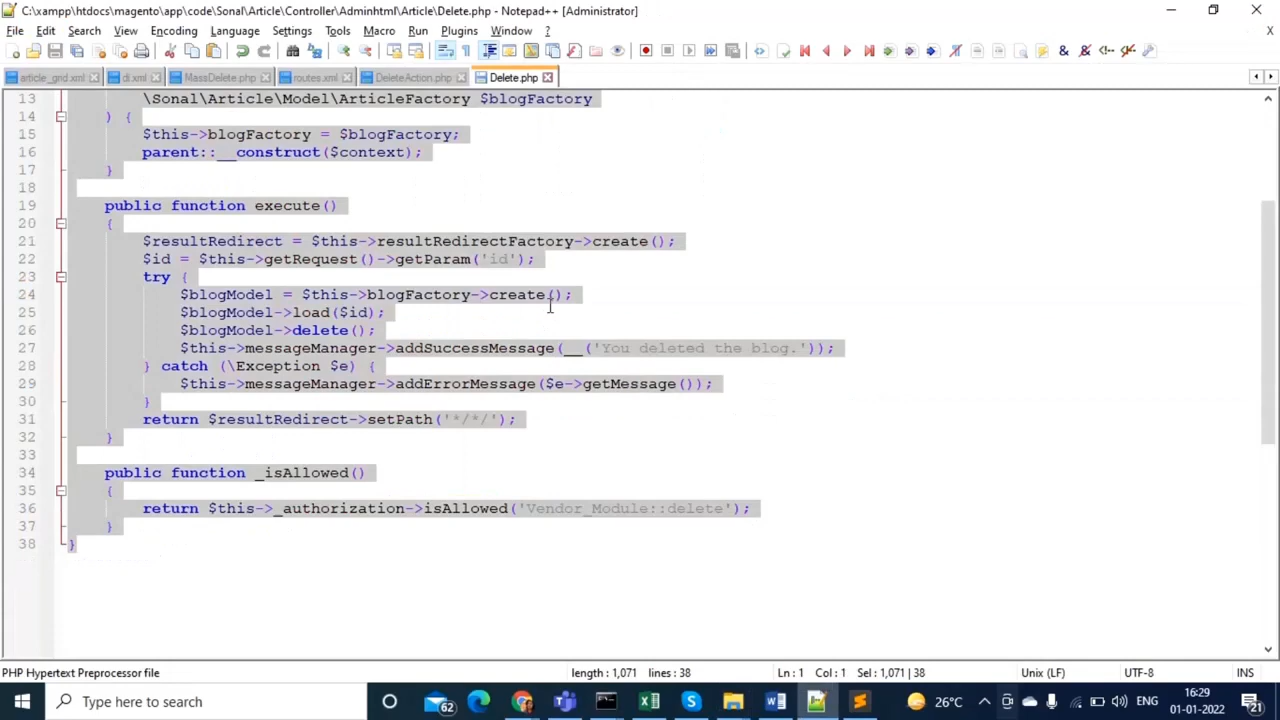 C:\xampp\htdocs\magento\app\code\Sonal\Article\Controller\Adminhtml\Article\Delete.php - Notepad++ [Administrator]
File Edit Search View Encoding Language Settings Tools Macro Run Plugins Window ? X
article_grid.xml di.xml MassDelete.php routes.xml DeleteAction.php Delete.php
13 \Sonal\Article\Model\ArticleFactory $blogFactory
14 ) {
15 $this->blogFactory = $blogFactory;
16 parent::__construct($context);
17 }
18
19 public function execute()
20 {
21 $resultRedirect = $this->resultRedirectFactory->create();
22 $id = $this->getRequest()->getParam('id');
23 try {
24 $blogModel = $this->blogFactory->create();
25 $blogModel->load($id);
26 $blogModel->delete();
27 $this->messageManager->addSuccessMessage(__('You deleted the blog.'));
28 } catch (\Exception $e) {
29 $this->messageManager->addErrorMessage($e->getMessage());
30 }
31 return $resultRedirect->setPath('*/*/');
32 }
33
34 public function _isAllowed()
35 {
36 return $this->_authorization->isAllowed('Vendor_Module::delete');
37 }
38 }
PHP Hypertext Preprocessor file length : 1,071 lines : 38 Ln : 1 Col : 1 Sel : 1,071 | 38 Unix (LF) UTF-8 INS
Type here to search 62 26°C ENG 16:29 01-01-2022 21